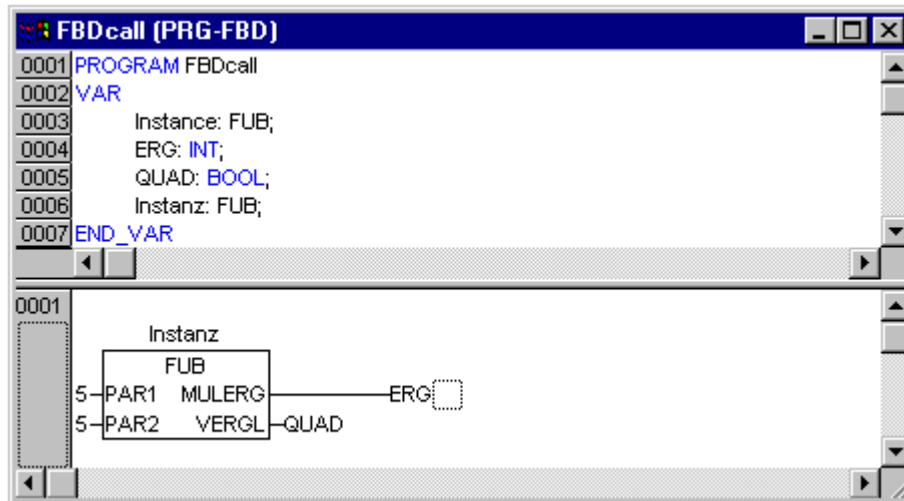 FBDcall (PRG-FBD)
0001 PROGRAM FBDcall
0002 VAR
0003 Instance: FUB;
0004 ERG: INT;
0005 QUAD: BOOL;
0006 Instanz: FUB;
0007 END_VAR
0001
Instanz
FUB
5 PAR1 MULERG ERG
5 PAR2 VERGL QUAD